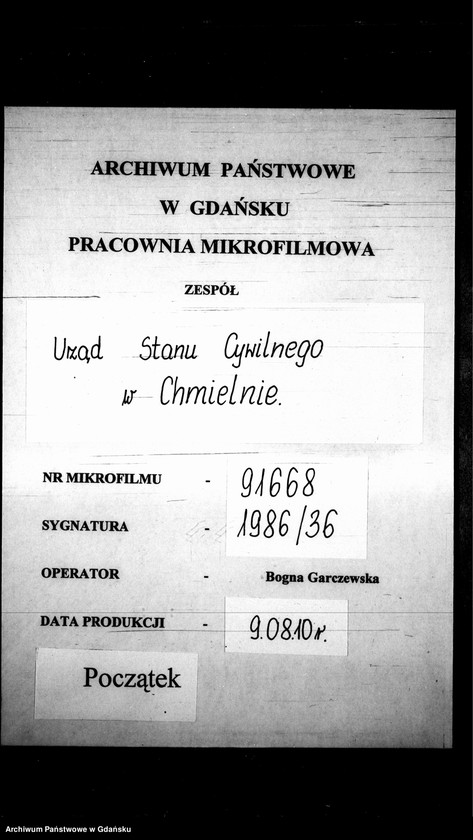 ARCHIWUM PAŃSTWOWE
W GDAŃSKU
PRACOWNIA MIKROFILMOWA
ZESPÓŁ
Urząd Stanu Cywilnego
w Chmielnie.
NR MIKROFILMU - 91668
SYGNATURA - 1986/36
OPERATOR - Bogna Garczewska
DATA PRODUKCJI - 9.08.10r.
Początek
Archiwum Państwowe w Gdańsku